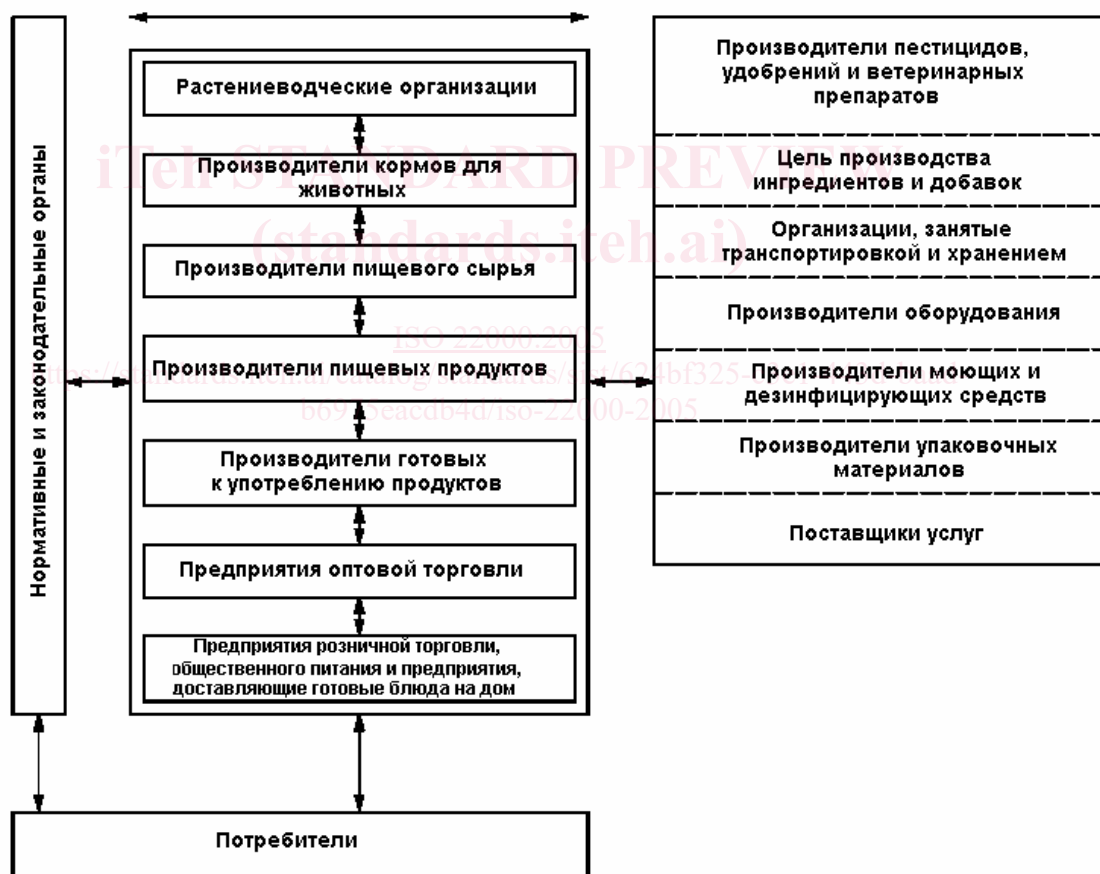 Нормативные и законодательные органы
Растениеводческие организации
Производители кормов для
животных
Производители пищевого сырья
Производители пищевых продуктов
Производители готовых
к употреблению продуктов
Предприятия оптовой торговли
Предприятия розничной торговли,
общественного питания и предприятия,
доставляющие готовые блюда на дом
Потребители
Производители пестицидов,
удобрений и ветеринарных
препаратов
Цель производства
ингредиентов и добавок
Организации, занятые
транспортировкой и хранением
Производители оборудования
Производители моющих и
дезинфицирующих средств
Производители упаковочных
материалов
Поставщики услуг
iTeh STANDARD PREVIEW
(standards.iteh.ai)
ISO 22000:2005